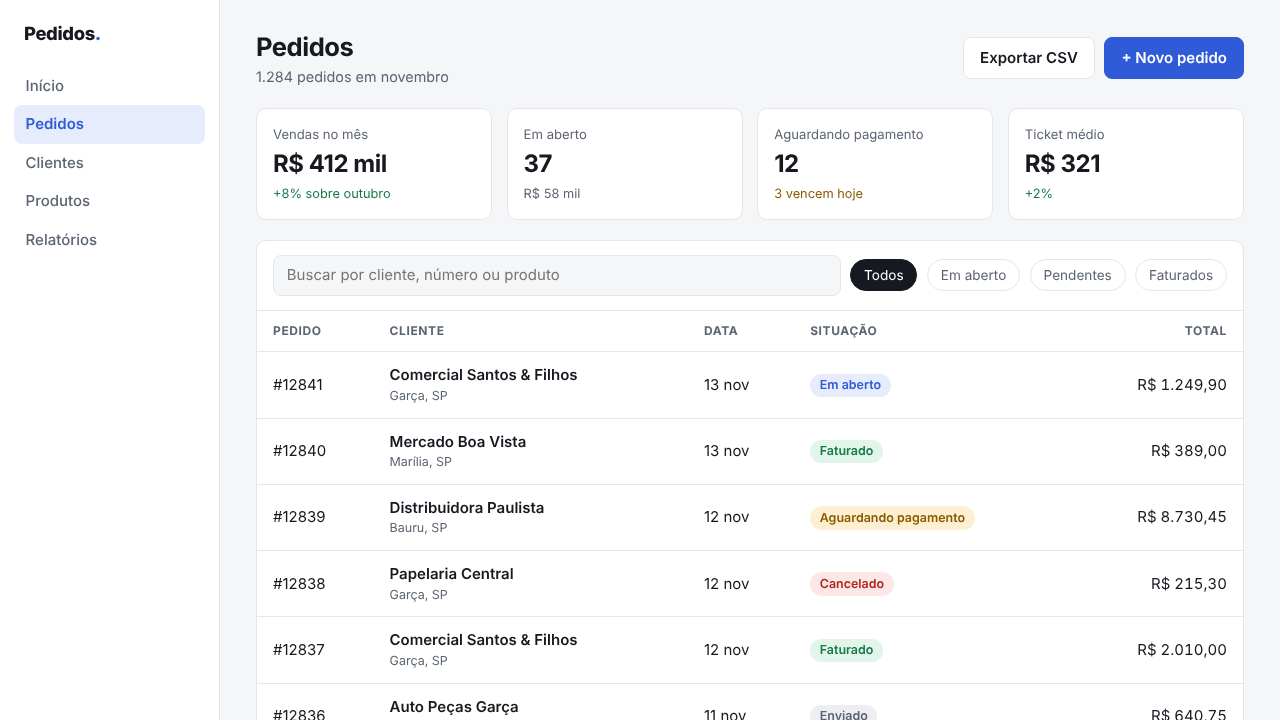 Pedidos.
Início
Pedidos
Clientes
Produtos
Relatórios
Pedidos
1.284 pedidos em novembro
Exportar CSV
+ Novo pedido
Vendas no mês
R$ 412 mil
+8% sobre outubro
Em aberto
37
R$ 58 mil
Aguardando pagamento
12
3 vencem hoje
Ticket médio
R$ 321
+2%
Buscar por cliente, número ou produto
Todos
Em aberto
Pendentes
Faturados
PEDIDO CLIENTE DATA SITUAÇÃO TOTAL
#12841 Comercial Santos & Filhos 13 nov Em aberto R$ 1.249,90
Garça, SP
#12840 Mercado Boa Vista 13 nov Faturado R$ 389,00
Marília, SP
#12839 Distribuidora Paulista 12 nov Aguardando pagamento R$ 8.730,45
Bauru, SP
#12838 Papelaria Central 12 nov Cancelado R$ 215,30
Garça, SP
#12837 Comercial Santos & Filhos 12 nov Faturado R$ 2.010,00
Garça, SP
#12836 Auto Peças Garça 11 nov Enviado R$ 640,75